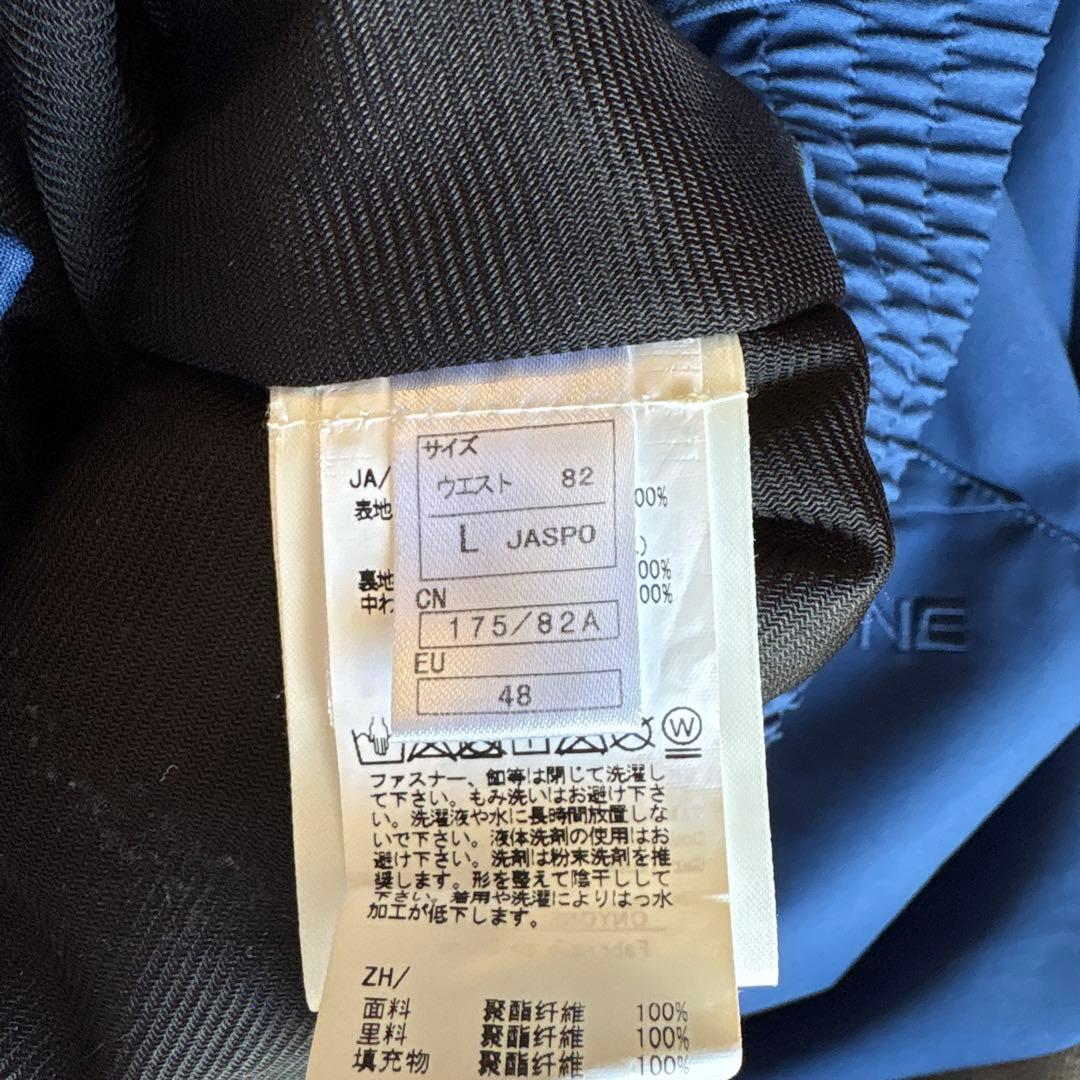 サイズ
ウエスト 82
L JASPO
CN
175/82A
EU
48
JA/
表地 00%
裏地 00%
中わ 00%
W
ファスナー、釦等は閉じて洗濯し
て下さい。もみ洗いはお避け下さ
い。洗濯液や水に長時間放置しな
いで下さい。液体洗剤の使用はお
避け下さい。洗剤は粉末洗剤を推
奨します。形を整えて陰干しして
下さい。着用や洗濯によりはっ水
加工が低下します。
ZH/
面料 聚酯纤维 100%
里料 聚酯纤维 100%
填充物 聚酯纤维 100%
NE